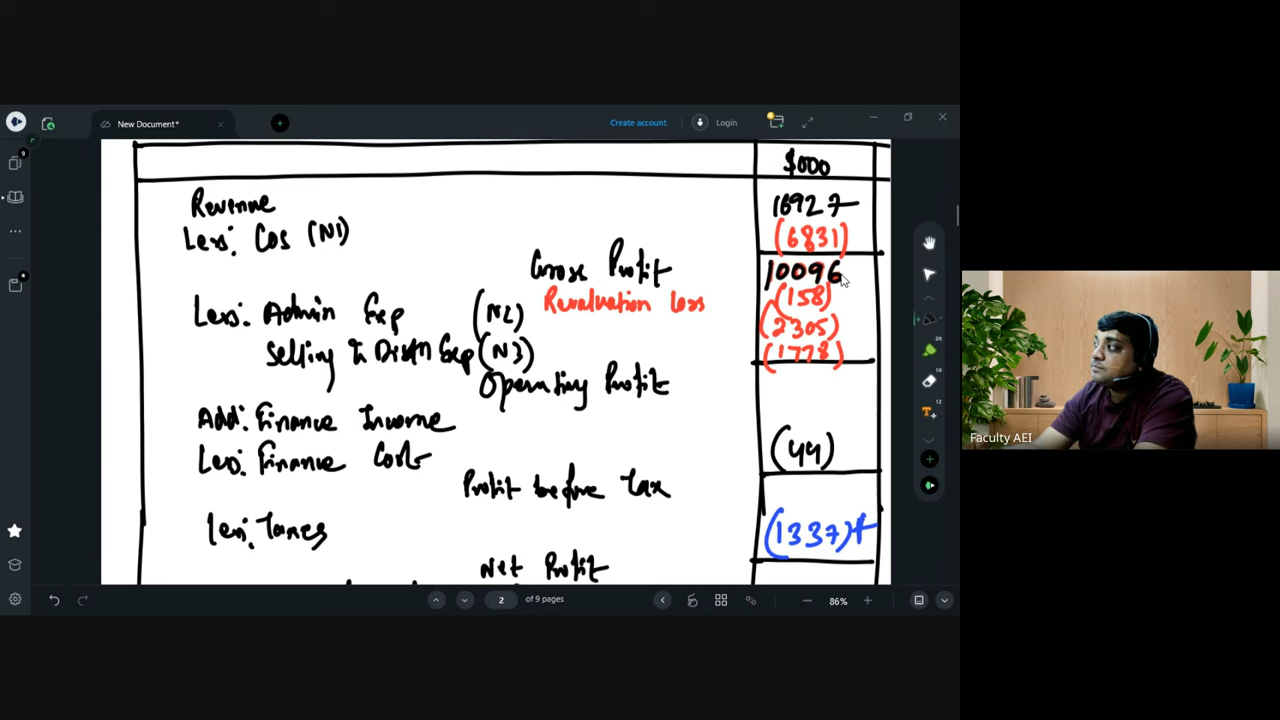 New Document*
Create account
Login
$000
Revenue 16927
Less: Cos (N1) (6831)
Gross Profit 10096
Revaluation Loss (158)
Less: Admin Exp (N2) (2305)
Selling & Distn Exp (N3) (1778)
Operating Profit
Add: Finance Income
Less: Finance Cost (44)
Profit before tax
Less: Taxes (1337)
Net Profit
Faculty AEI
2 of 9 pages
86%